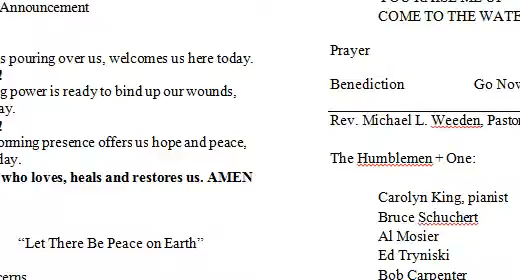 Announcement
s pouring over us, welcomes us here today.
!
g power is ready to bind up our wounds,
ay.
!
orming presence offers us hope and peace,
day.
who loves, heals and restores us. AMEN
“Let There Be Peace on Earth”
cerns
COME TO THE WATE
Prayer
Benediction Go Now
Rev. Michael L. Weeden, Pastor
The Humblemen + One:
Carolyn King, pianist
Bruce Schuchert
Al Mosier
Ed Tryniski
Bob Carpenter